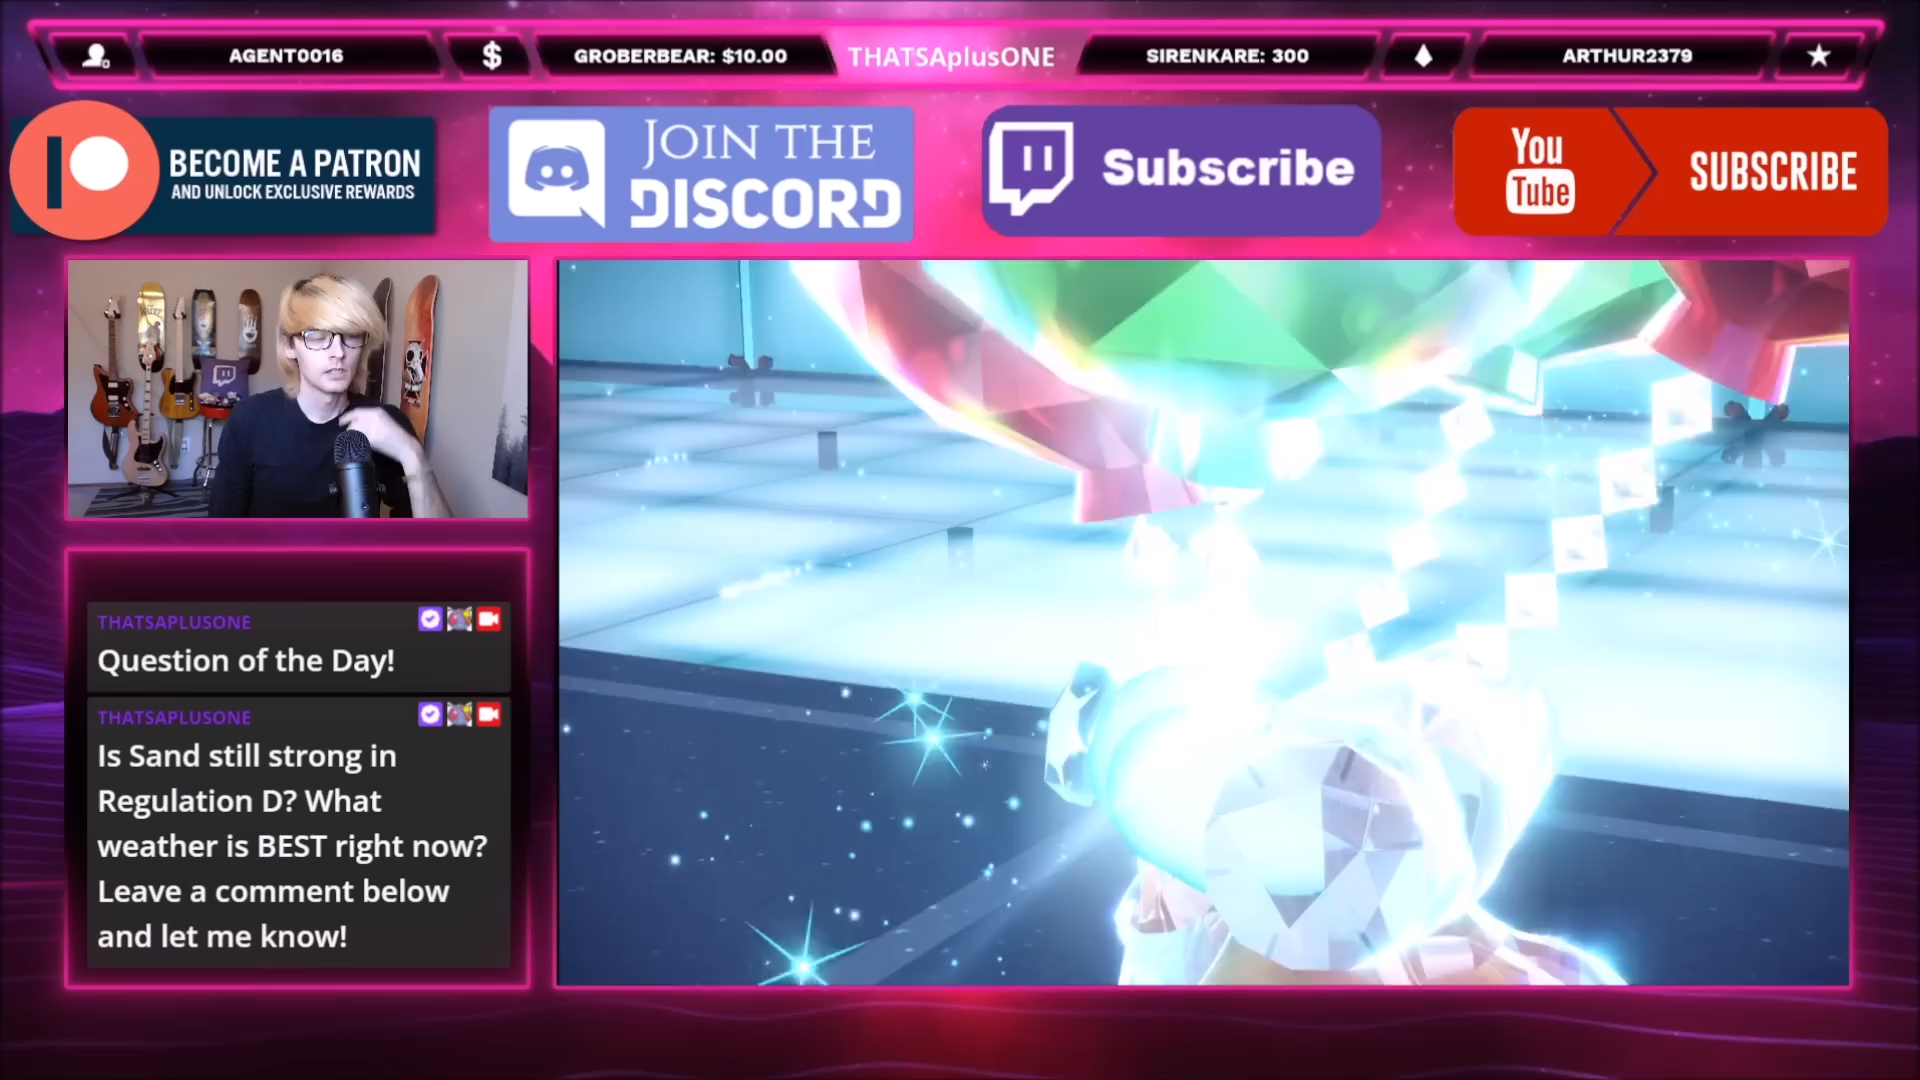 AGENT0016
$
GROBERBEAR: $10.00
THATSAplusONE
SIRENKARE: 300
ARTHUR2379
BECOME A PATRON
AND UNLOCK EXCLUSIVE REWARDS
JOIN THE
DISCORD
Subscribe
You
Tube
SUBSCRIBE
THATSAPLUSONE
Question of the Day!
THATSAPLUSONE
Is Sand still strong in
Regulation D? What
weather is BEST right now?
Leave a comment below
and let me know!